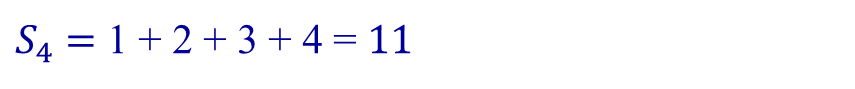 S₄ = 1 + 2 + 3 + 4 = 11